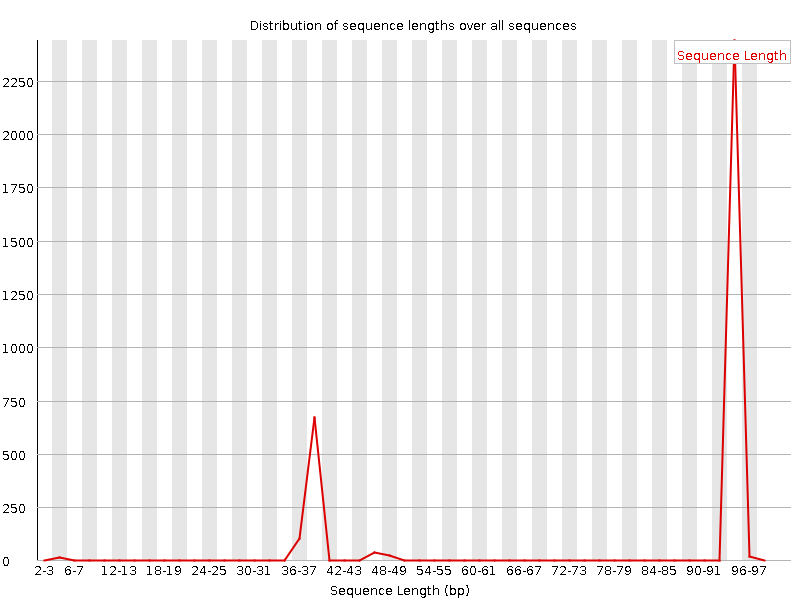 Distribution of sequence lengths over all sequences
Sequence Length
2250
2000
1750
1500
1250
1000
750
500
250
0
2-3 6-7 12-13 18-19 24-25 30-31 36-37 42-43 48-49 54-55 60-61 66-67 72-73 78-79 84-85 90-91 96-97
Sequence Length (bp)